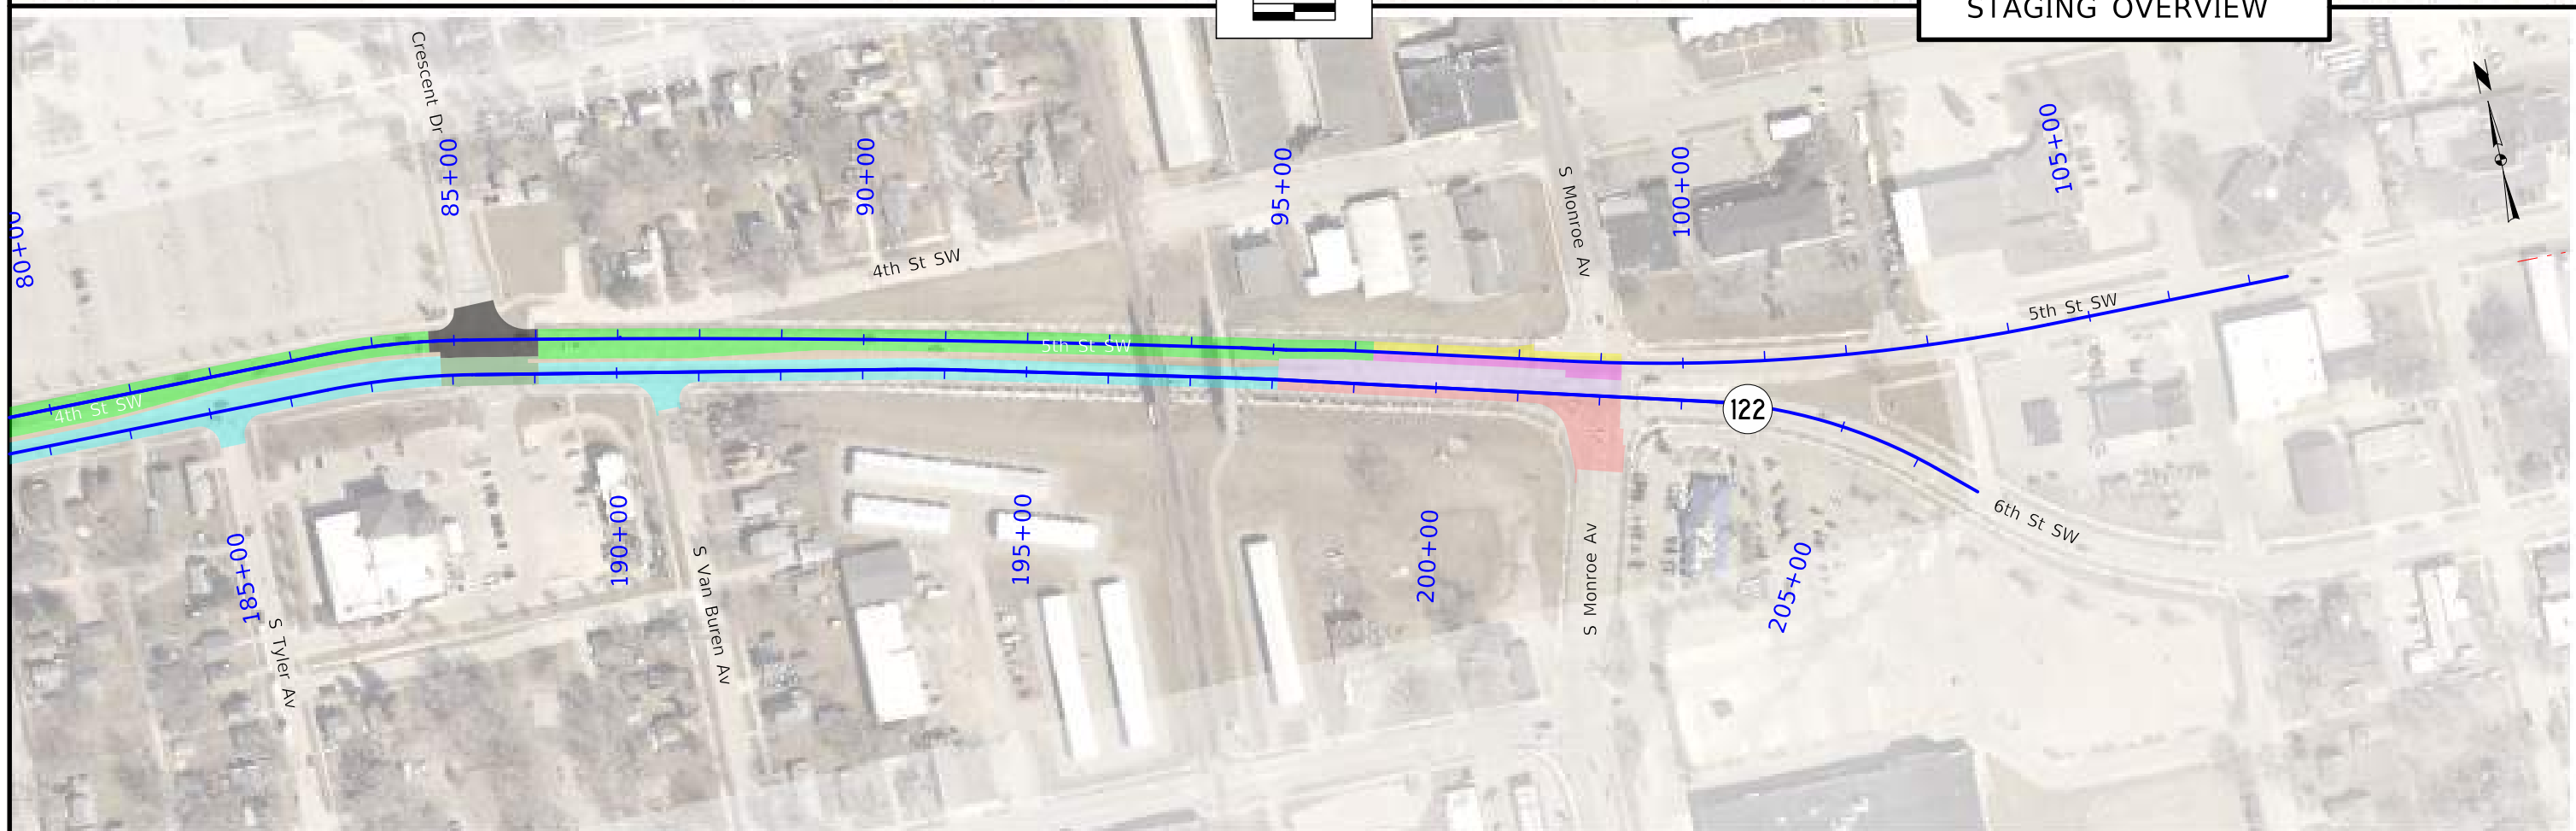 STAGING OVERVIEW
Crescent Dr
85+00
90+00
95+00
S Monroe Av
100+00
105+00
80+00
4th St SW
5th St SW
5th St SW
4th St SW
122
6th St SW
185+00
190+00
195+00
200+00
205+00
S Tyler Av
S Van Buren Av
S Monroe Av
N